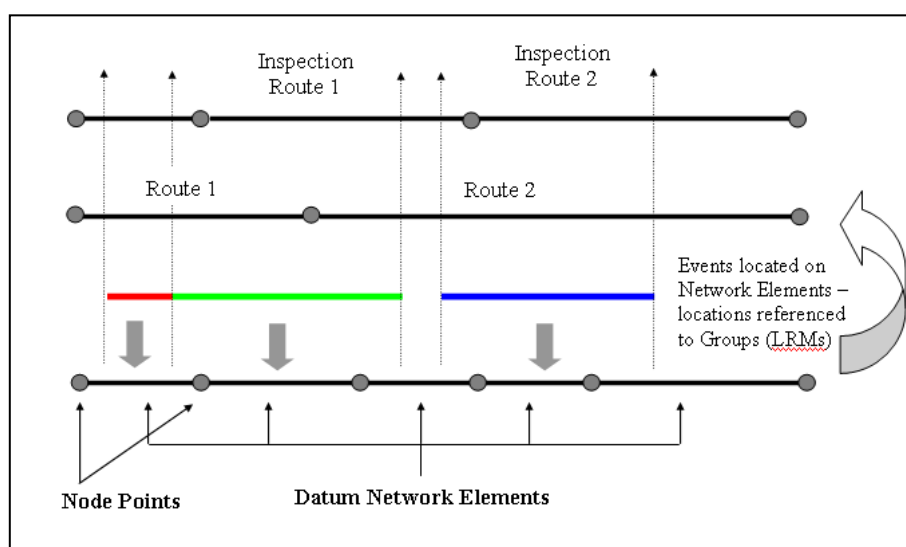 Inspection
Route 1
Inspection
Route 2
Route 1
Route 2
Events located on
Network Elements –
locations referenced
to Groups (LRMs)
Node Points
Datum Network Elements